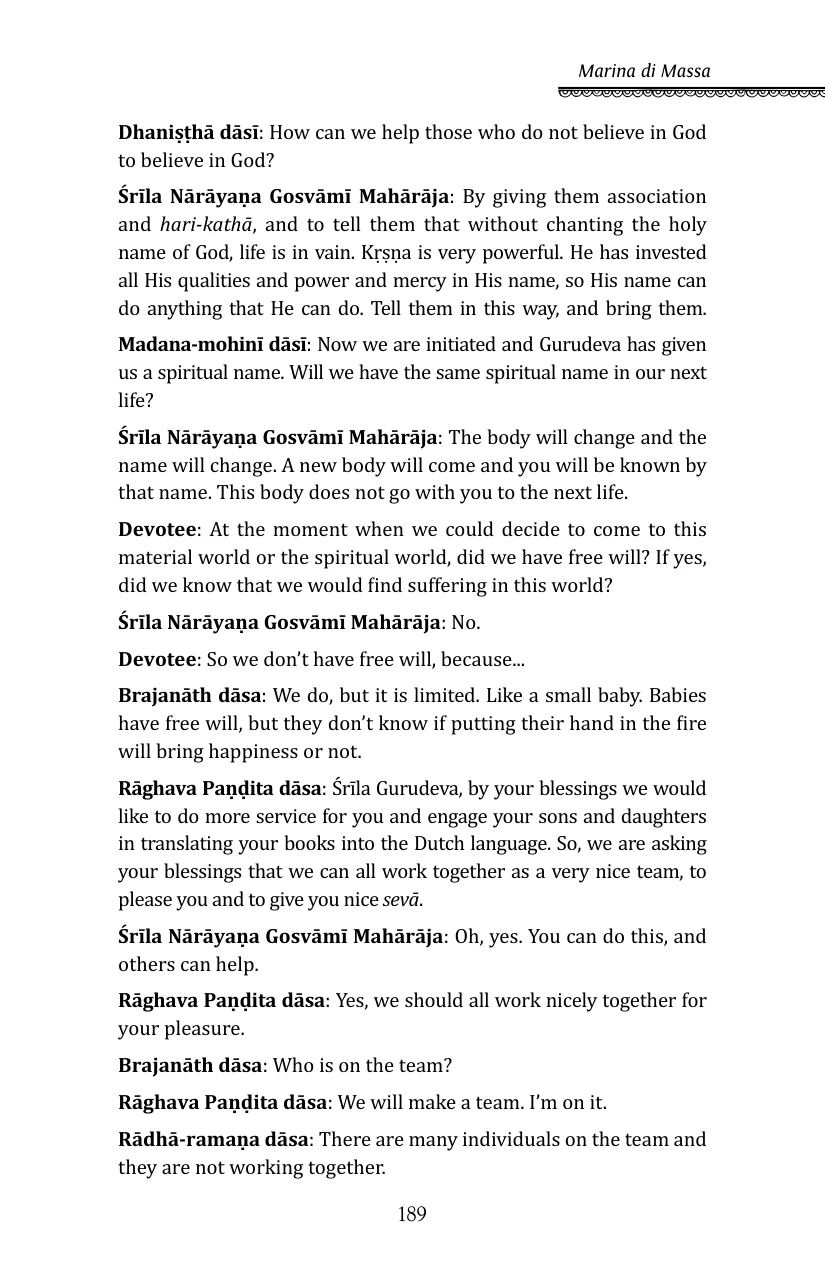 Marina di Massa
Dhaniṣṭhā dāsī: How can we help those who do not believe in God
to believe in God?
Śrīla Nārāyaṇa Gosvāmī Mahārāja: By giving them association
and hari-kathā, and to tell them that without chanting the holy
name of God, life is in vain. Kṛṣṇa is very powerful. He has invested
all His qualities and power and mercy in His name, so His name can
do anything that He can do. Tell them in this way, and bring them.
Madana-mohinī dāsī: Now we are initiated and Gurudeva has given
us a spiritual name. Will we have the same spiritual name in our next
life?
Śrīla Nārāyaṇa Gosvāmī Mahārāja: The body will change and the
name will change. A new body will come and you will be known by
that name. This body does not go with you to the next life.
Devotee: At the moment when we could decide to come to this
material world or the spiritual world, did we have free will? If yes,
did we know that we would find suffering in this world?
Śrīla Nārāyaṇa Gosvāmī Mahārāja: No.
Devotee: So we don’t have free will, because...
Brajanāth dāsa: We do, but it is limited. Like a small baby. Babies
have free will, but they don’t know if putting their hand in the fire
will bring happiness or not.
Rāghava Paṇḍita dāsa: Śrīla Gurudeva, by your blessings we would
like to do more service for you and engage your sons and daughters
in translating your books into the Dutch language. So, we are asking
your blessings that we can all work together as a very nice team, to
please you and to give you nice sevā.
Śrīla Nārāyaṇa Gosvāmī Mahārāja: Oh, yes. You can do this, and
others can help.
Rāghava Paṇḍita dāsa: Yes, we should all work nicely together for
your pleasure.
Brajanāth dāsa: Who is on the team?
Rāghava Paṇḍita dāsa: We will make a team. I’m on it.
Rādhā-ramaṇa dāsa: There are many individuals on the team and
they are not working together.
189